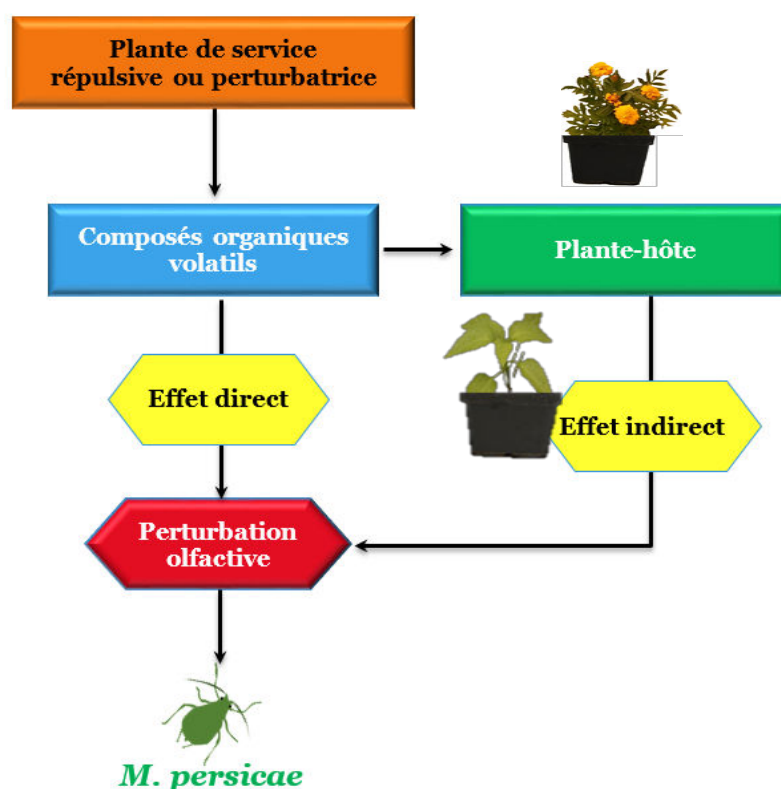 Plante de service
répulsive ou perturbatrice
Composés organiques
volatils
Plante-hôte
Effet direct
Effet indirect
Perturbation
olfactive
M. persicae